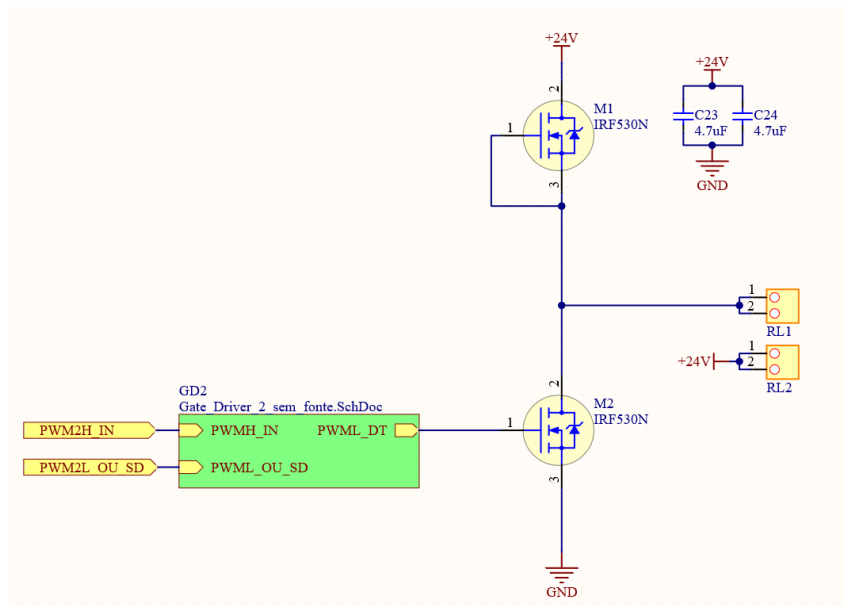 +24V
2
M1
IRF530N
1
3
+24V
C23
4.7uF
C24
4.7uF
GND
1
2
RL1
+24V
1
2
RL2
GD2
Gate_Driver_2_sem_fonte.SchDoc
PWM2H_IN
PWMH_IN
PWML_DT
PWM2L_OU_SD
PWML_OU_SD
2
M2
IRF530N
1
3
GND